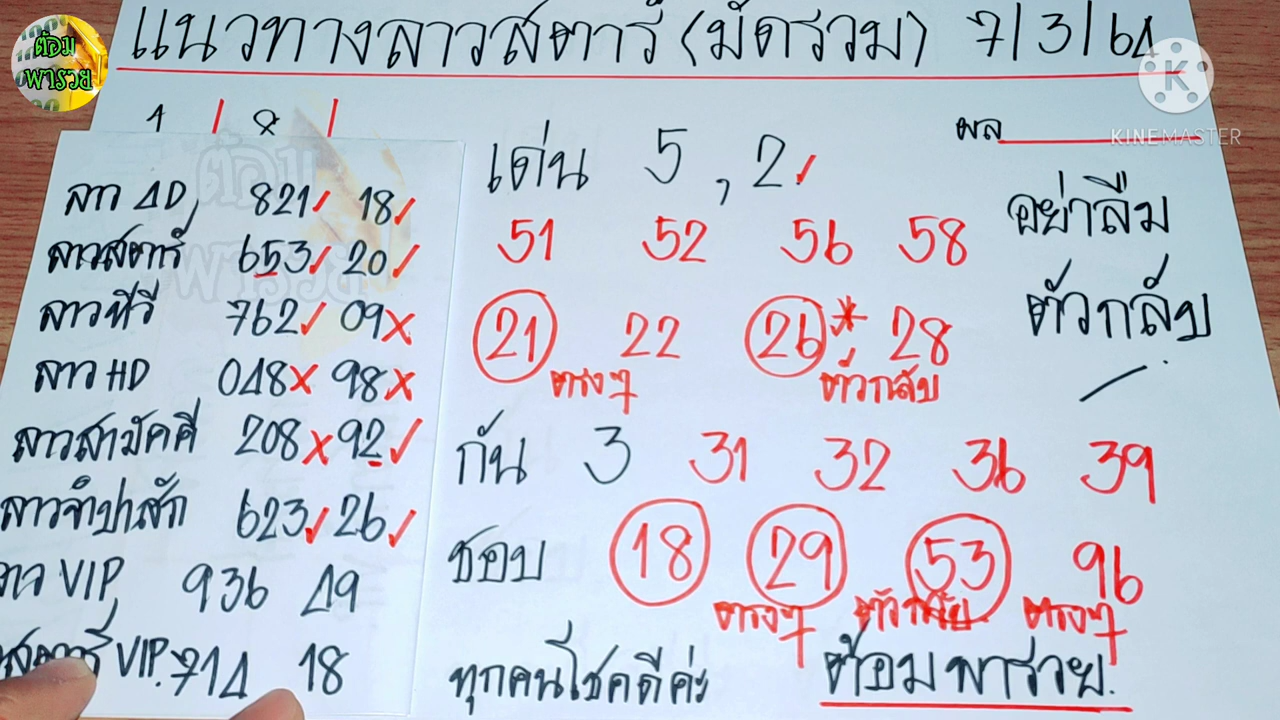 ต้อม
พารวย
แนวทางลาวสตาร์ (มัดรวม) 7/3/64
KINEMASTER
ผล
ลาว AD 821 18
ลาวสตาร์ 653 20
ลาวทีวี 762 09
ลาว HD 048 98
ลาวสามัคคี 208 92
ลาวจำปาสัก 623 26
ลาว VIP 936 49
สตาร์ VIP. 714 18
เด่น 5 , 2
51 52 56 58
21 22 26 * 28
ตรงๆ ตัวกลับ
กัน 3 31 32 36 39
ชอบ 18 29 53 96
ตรงๆ ตัวกลับ ตรงๆ
ทุกคนโชคดีค่ะ ต้อมพารวย.
อย่าลืม
ตัวกลับ